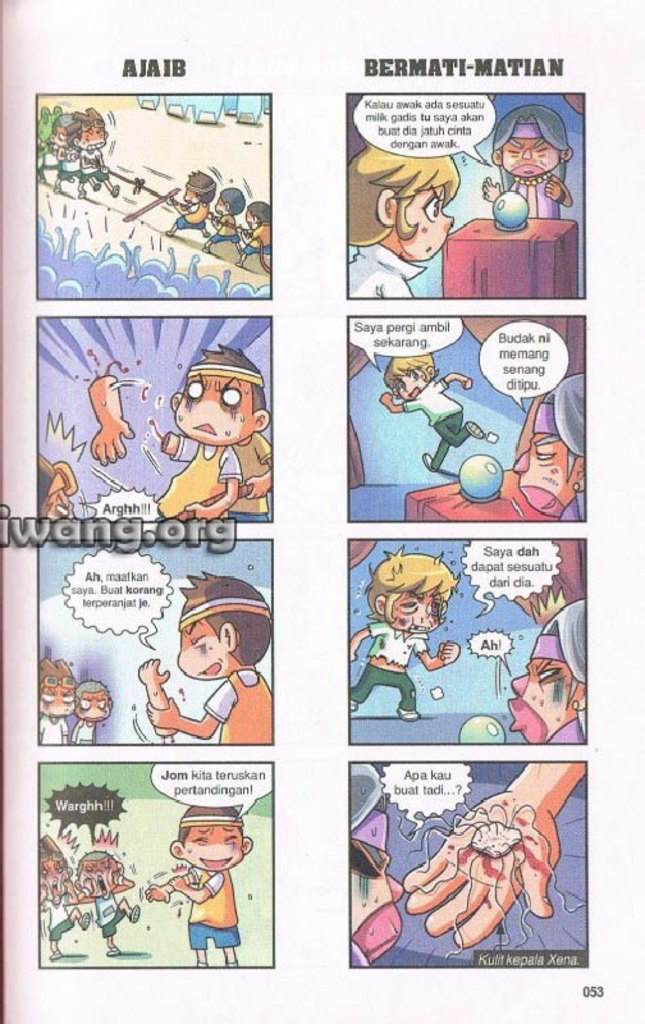 AJAIB
BERMATI-MATIAN
Arghh!!!
Ah, maafkan
saya. Buat korang
terperanjat je.
Jom kita teruskan
pertandingan!
Warghh!!!
Kalau awak ada sesuatu
milik gadis tu saya akan
buat dia jatuh cinta
dengan awak.
Saya pergi ambil
sekarang.
Budak nii
memang
senang
ditipu.
Saya dah
dapat sesuatu
dari dia.
Ah!
Apa kau
buat tadi...?
Kulit kepala Xena.
iwang.org
053